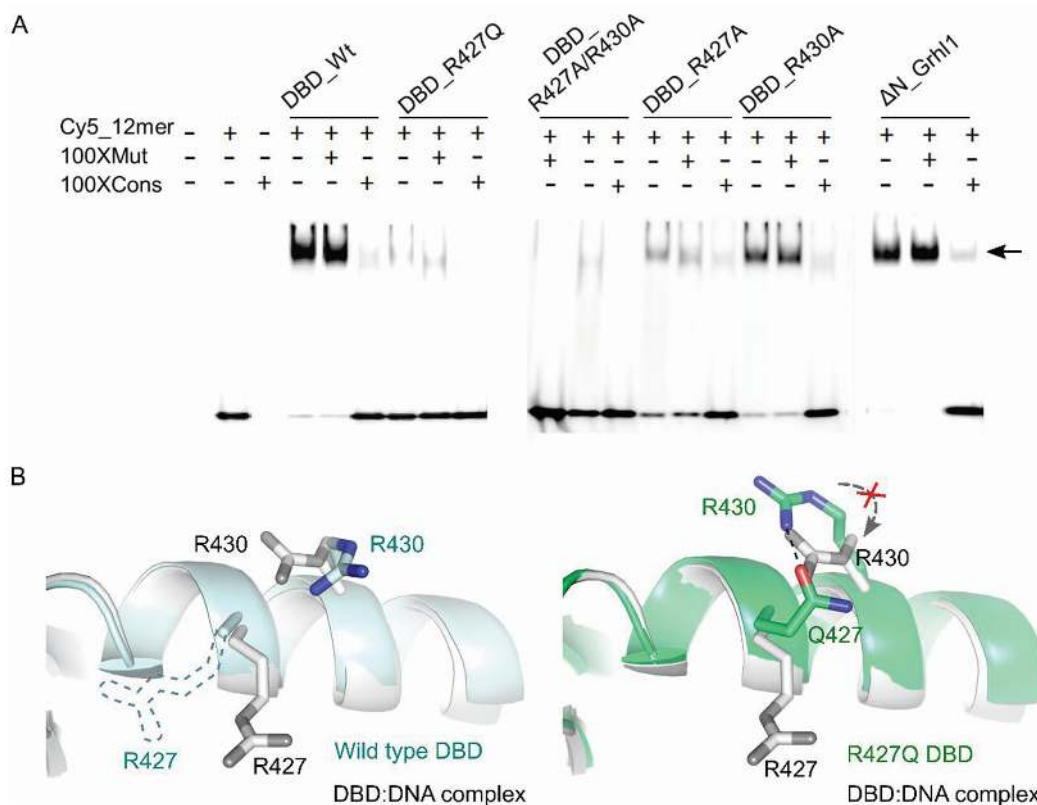 A
DBD_Wt
DBD_R427Q
DBD_
R427A/R430A
DBD_R427A
DBD_R430A
ΔN_Grhl1
Cy5_12mer - + - + + + + + + + + + + + + + + + + + +
100XMut - - - - + - - + - + - - - + - - + - - + -
100XCons - - + - - + - - + - - + - - + - - + - - +
B
R430
R430
R427
R427
Wild type DBD
DBD:DNA complex
R430
R430
Q427
R427
R427Q DBD
DBD:DNA complex